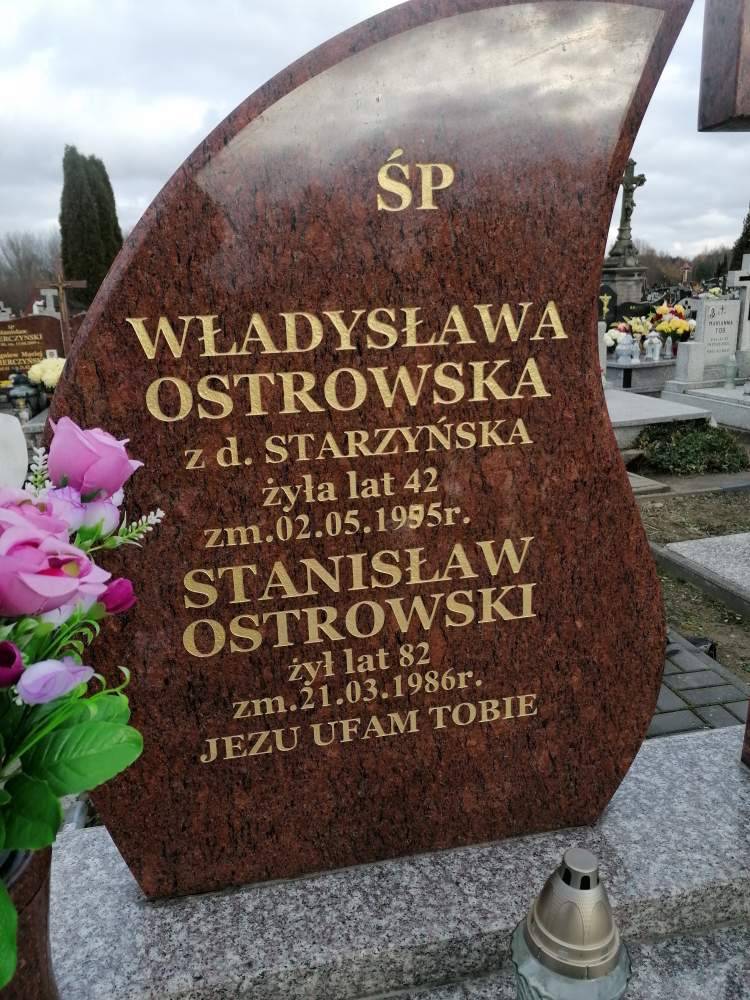 ŚP
WŁADYSŁAWA
OSTROWSKA
z d. STARZYŃSKA
żyła lat 42
zm.02.05.1955r.
STANISŁAW
OSTROWSKI
żył lat 82
zm.21.03.1986r.
JEZU UFAM TOBIE
MARIANNA